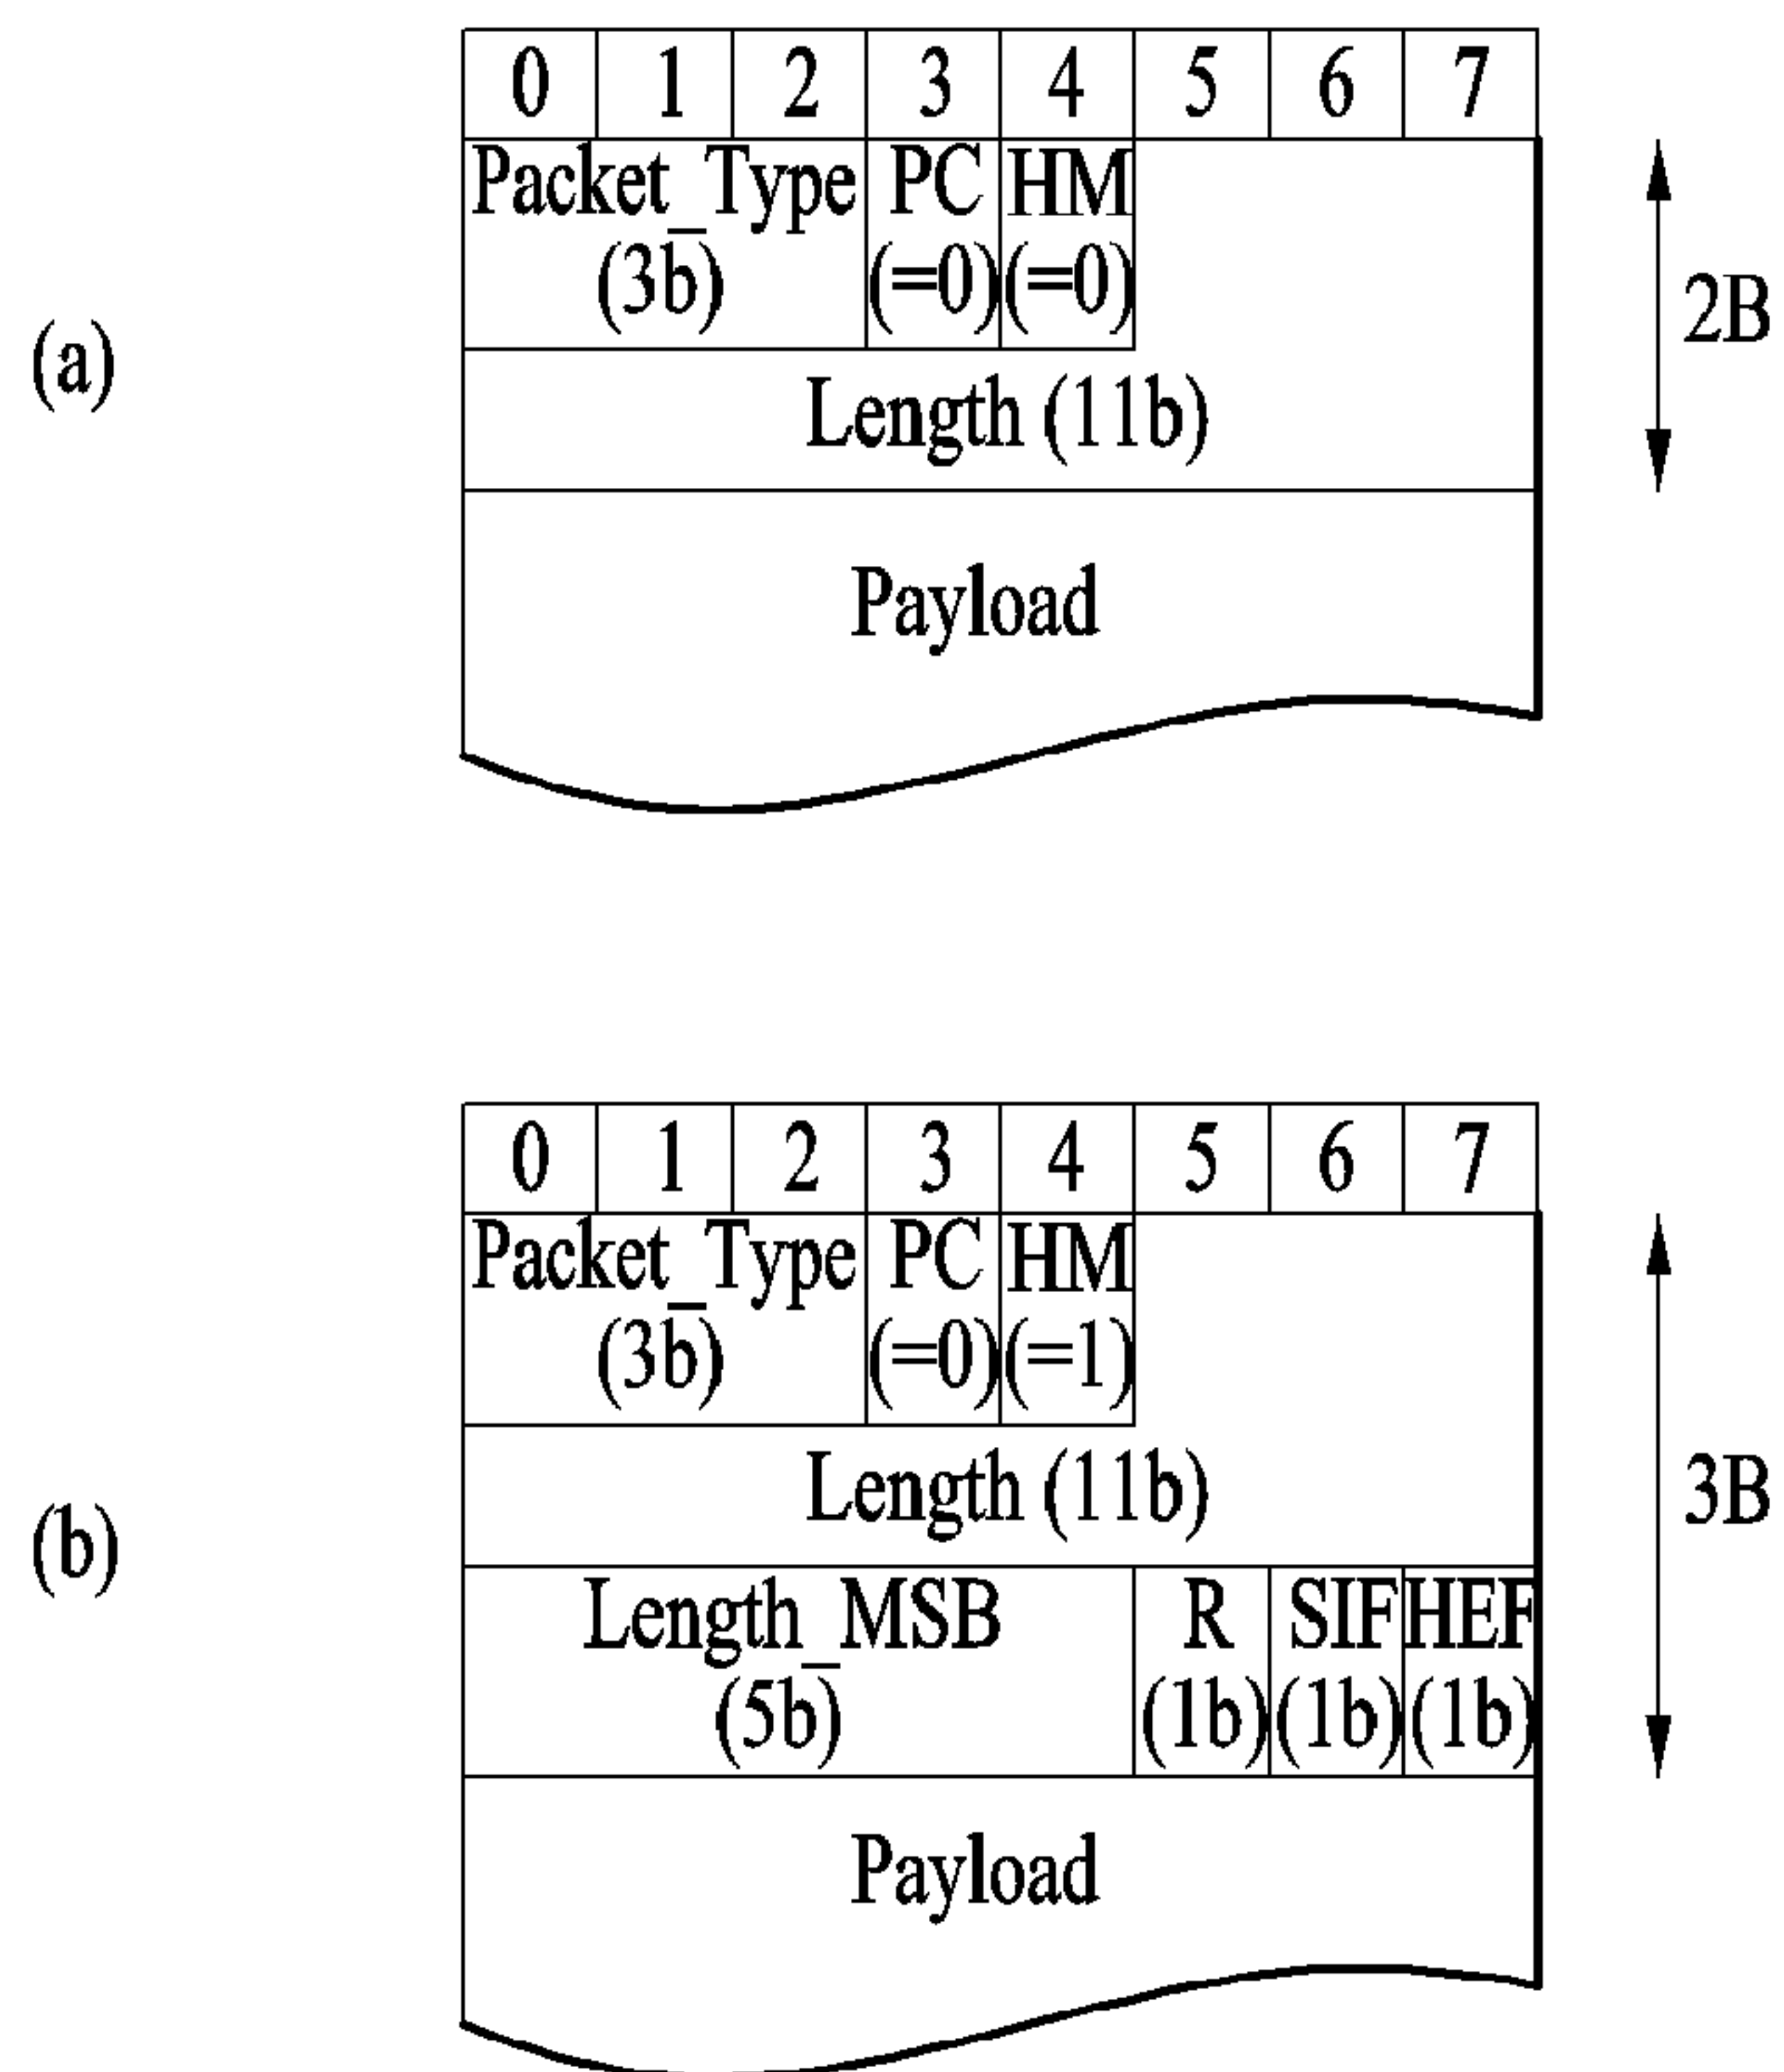 0 1 2 3 4 5 6 7
Packet_Type PC HM
(3b) (=0) (=0)
2B
(a)
Length (11b)
Payload
0 1 2 3 4 5 6 7
Packet_Type PC HM
(3b) (=0) (=1)
Length (11b)
3B
(b)
Length_MSB R SIF HEF
(5b) (1b) (1b) (1b)
Payload